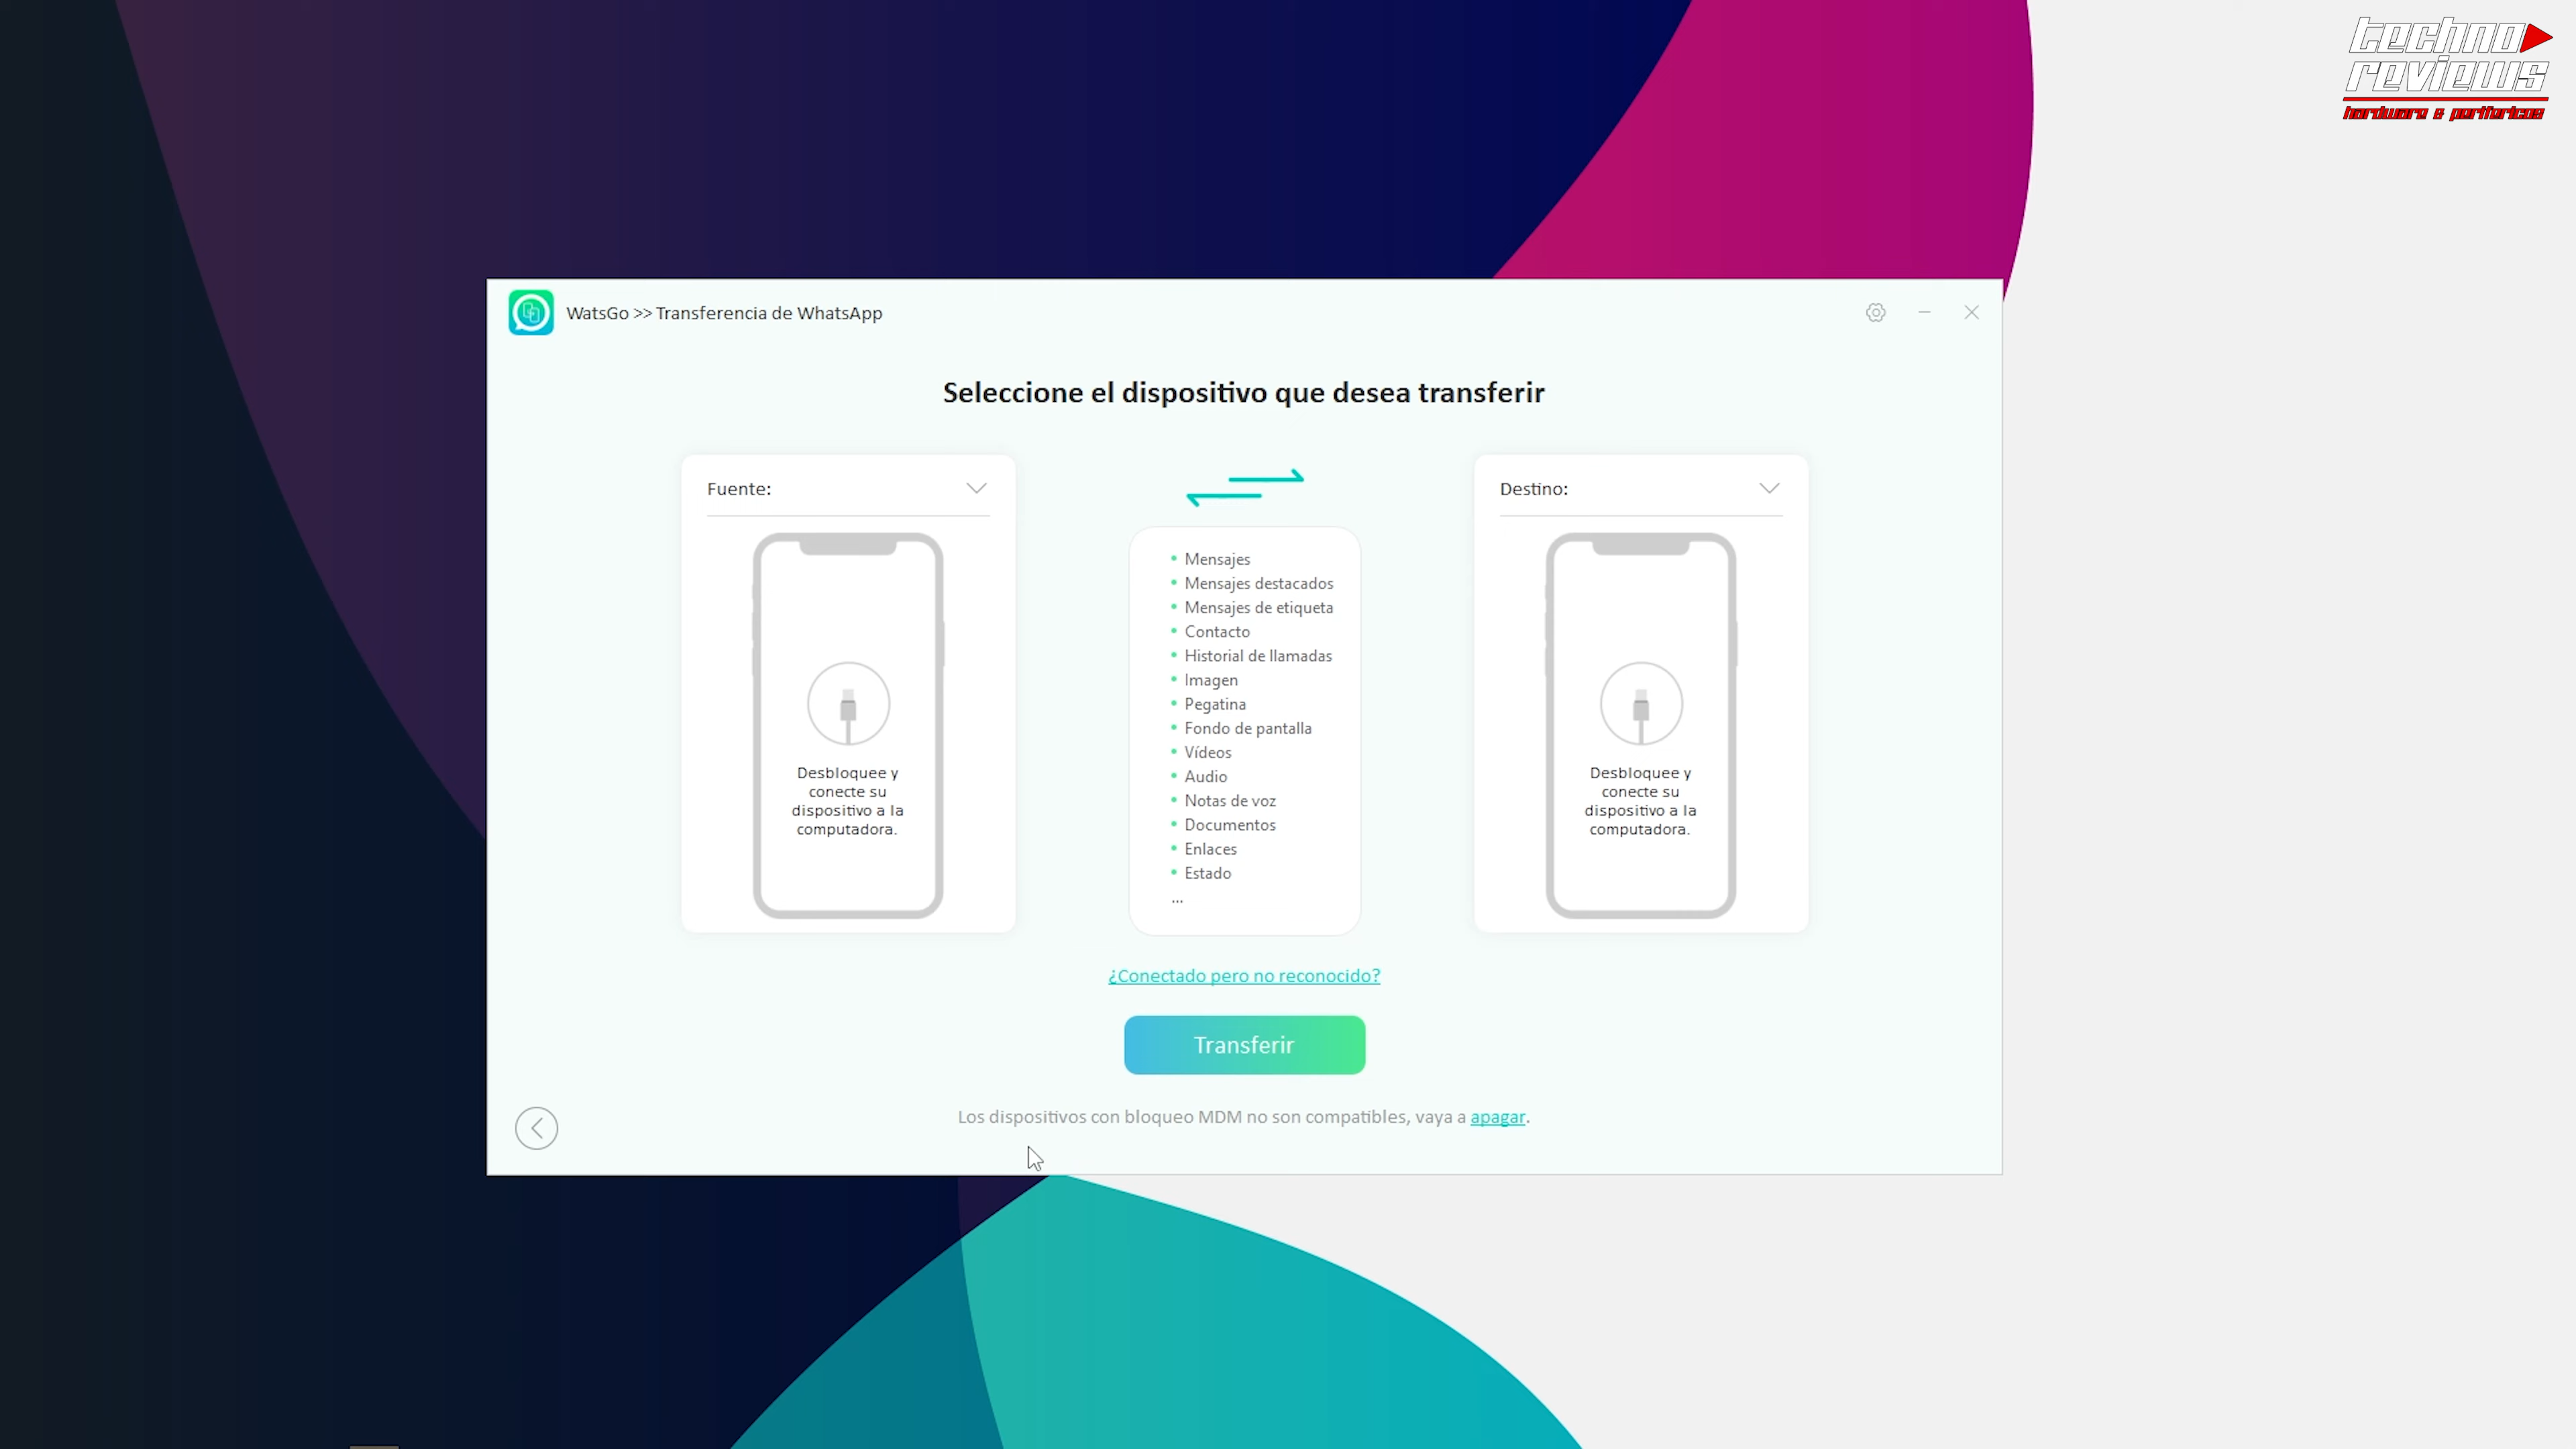 techno
reviews
hardware & perifericos
WatsGo >> Transferencia de WhatsApp
Seleccione el dispositivo que desea transferir
Fuente:
Desbloquee y
conecte su
dispositivo a la
computadora.
• Mensajes
• Mensajes destacados
• Mensajes de etiqueta
• Contacto
• Historial de llamadas
• Imagen
• Pegatina
• Fondo de pantalla
• Vídeos
• Audio
• Notas de voz
• Documentos
• Enlaces
• Estado
...
Destino:
Desbloquee y
conecte su
dispositivo a la
computadora.
¿Conectado pero no reconocido?
Transferir
Los dispositivos con bloqueo MDM no son compatibles, vaya a apagar.